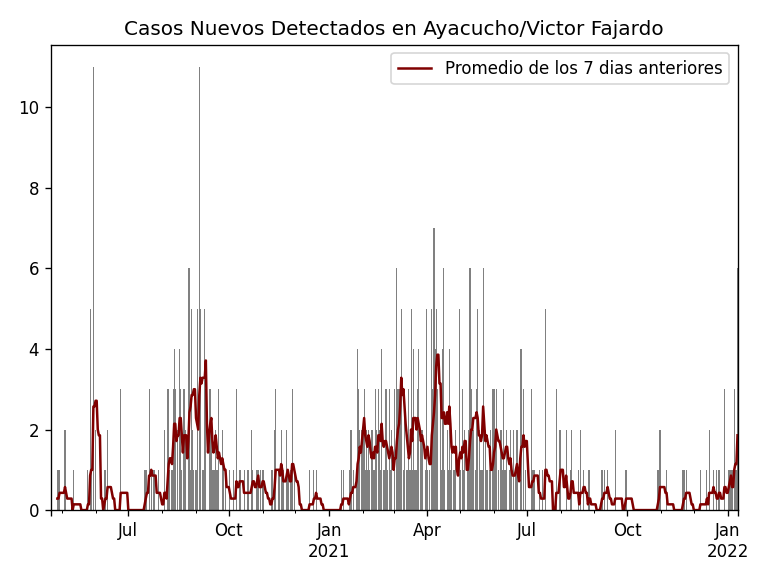 Casos Nuevos Detectados en Ayacucho/Victor Fajardo
Promedio de los 7 dias anteriores
10
8
6
4
2
0
Jul Oct Jan Apr Jul Oct Jan
2021 2022